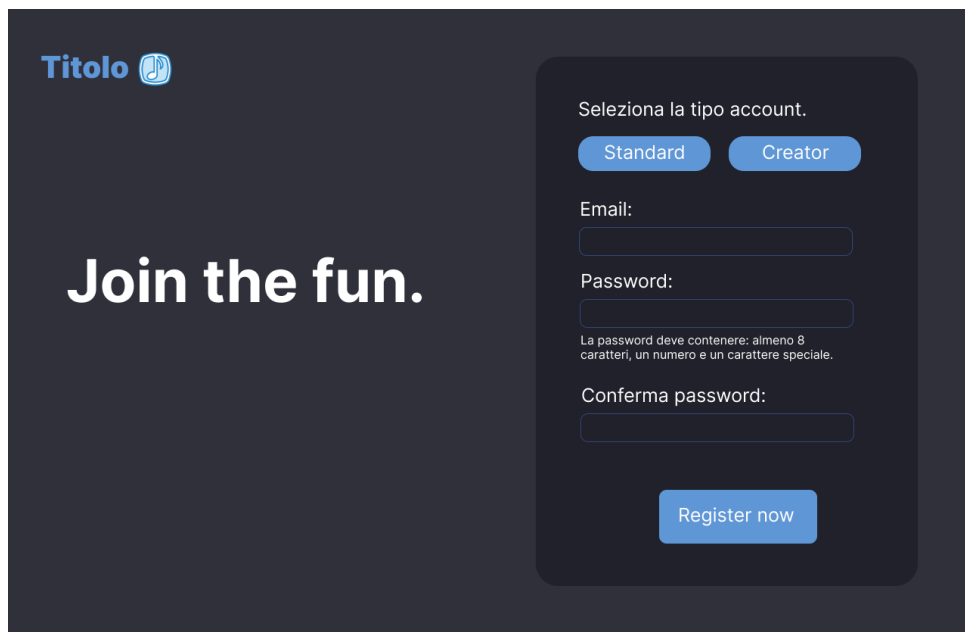 Titolo
Join the fun.
Seleziona la tipo account.
Standard
Creator
Email:
Password:
La password deve contenere: almeno 8
caratteri, un numero e un carattere speciale.
Conferma password:
Register now